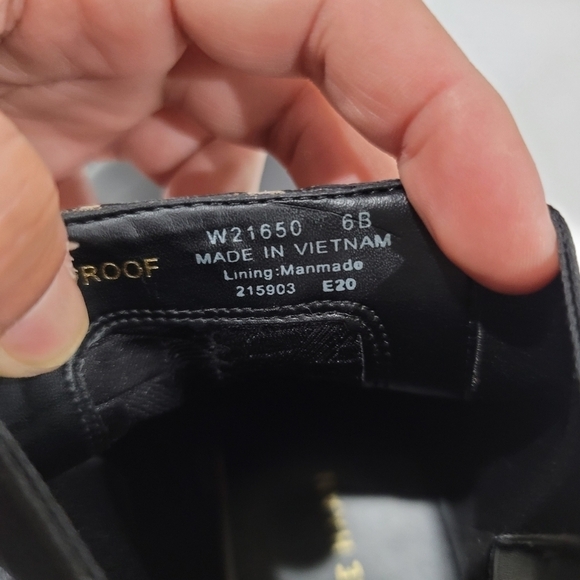 W21650 6B
MADE IN VIETNAM
Lining:Manmade
215903 E20
ROOF